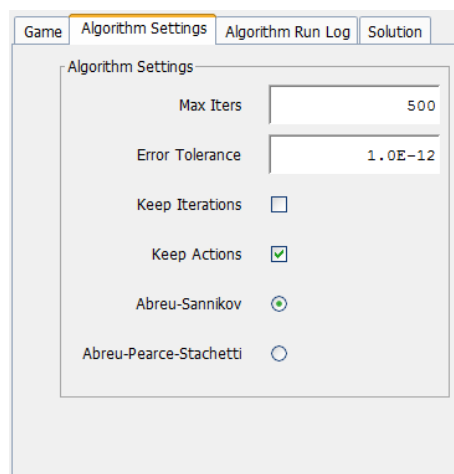 Game Algorithm Settings Algorithm Run Log Solution
Algorithm Settings
Max Iters 500
Error Tolerance 1.0E-12
Keep Iterations
Keep Actions
Abreu-Sannikov
Abreu-Pearce-Stachetti